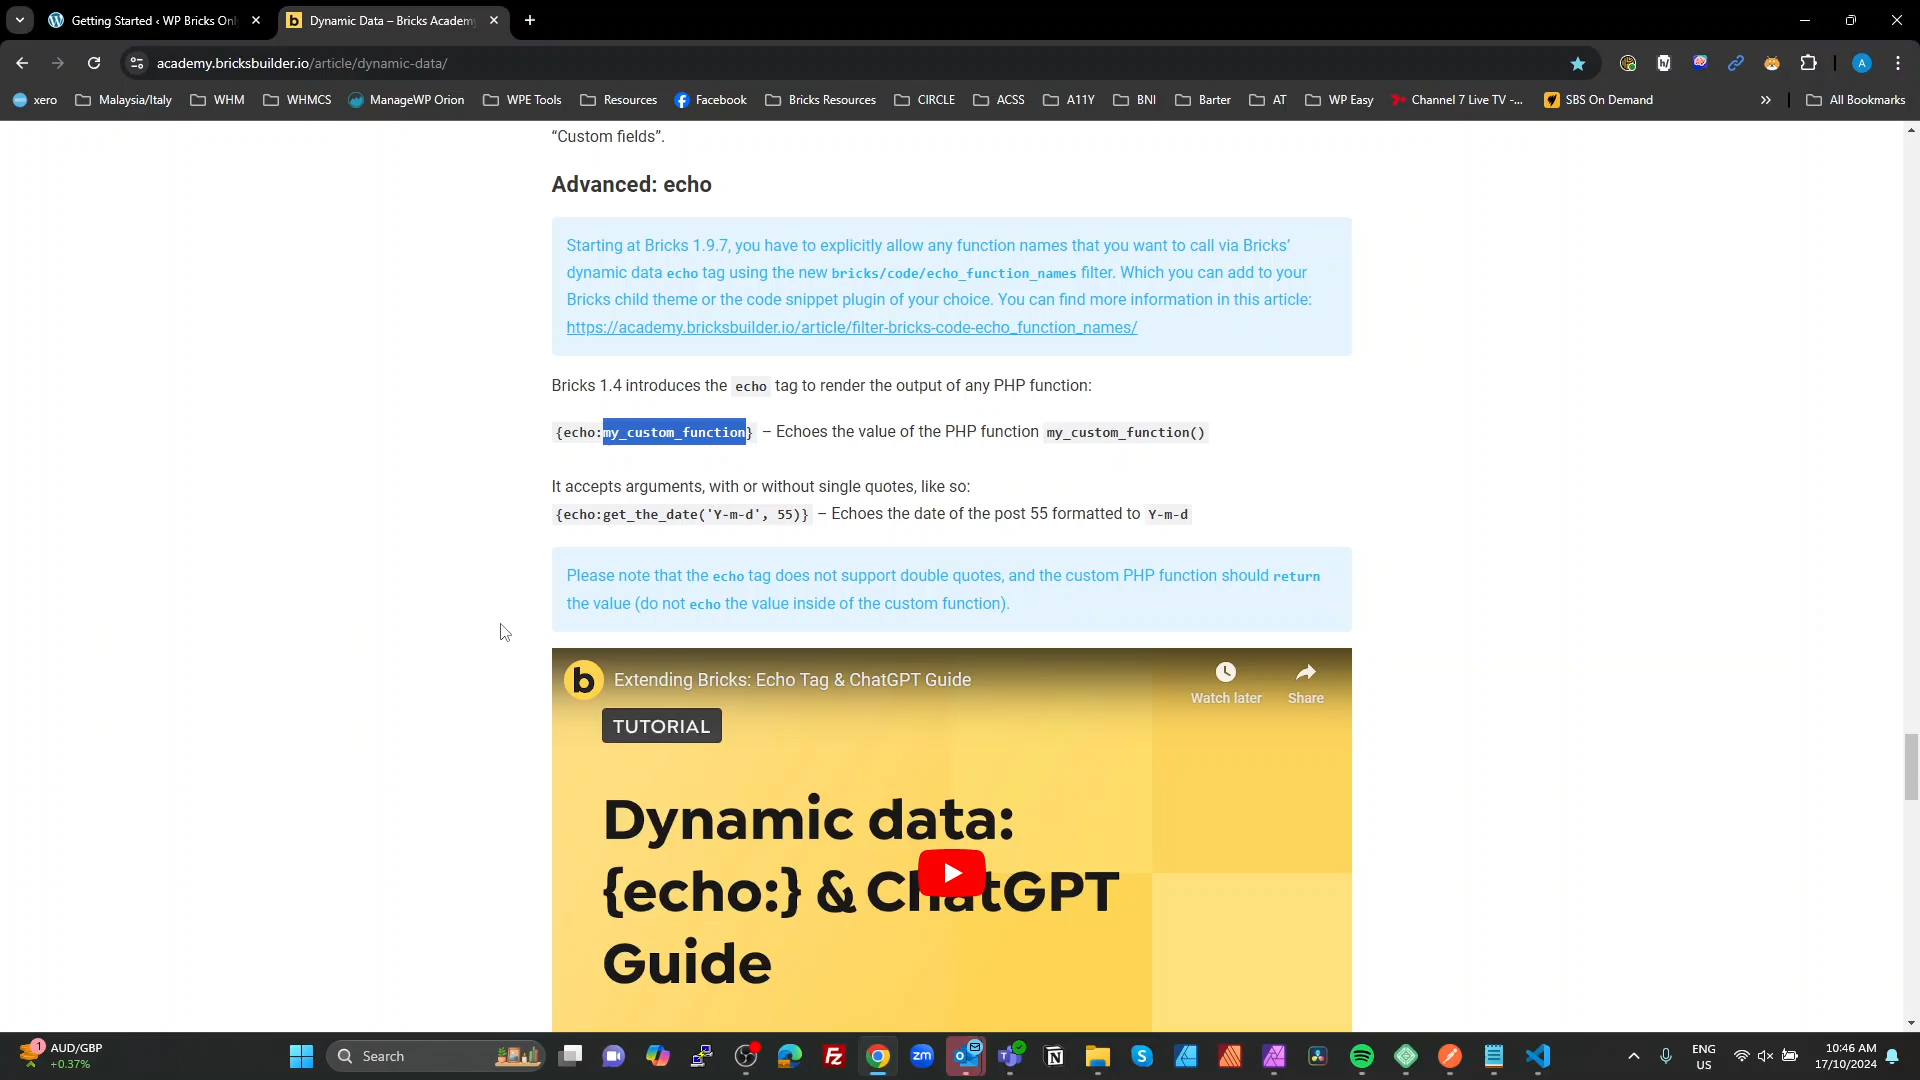 Getting Started ‹ WP Bricks Onl
Dynamic Data – Bricks Academy
academy.bricksbuilder.io/article/dynamic-data/
A
xero
Malaysia/Italy
WHM
WHMCS
ManageWP Orion
WPE Tools
Resources
Facebook
Bricks Resources
CIRCLE
ACSS
A11Y
BNI
Barter
AT
WP Easy
Channel 7 Live TV -...
SBS On Demand
All Bookmarks
“Custom fields”.
Advanced: echo
Starting at Bricks 1.9.7, you have to explicitly allow any function names that you want to call via Bricks’
dynamic data echo tag using the new bricks/code/echo_function_names filter. Which you can add to your
Bricks child theme or the code snippet plugin of your choice. You can find more information in this article:
https://academy.bricksbuilder.io/article/filter-bricks-code-echo_function_names/
Bricks 1.4 introduces the echo tag to render the output of any PHP function:
{echo:my_custom_function} – Echoes the value of the PHP function my_custom_function()
It accepts arguments, with or without single quotes, like so:
{echo:get_the_date('Y-m-d', 55)} – Echoes the date of the post 55 formatted to Y-m-d
Please note that the echo tag does not support double quotes, and the custom PHP function should return
the value (do not echo the value inside of the custom function).
b Extending Bricks: Echo Tag & ChatGPT Guide
Watch later
Share
TUTORIAL
Dynamic data:
{echo:} & ChatGPT
Guide
1
AUD/GBP
+0.37%
Search
zm
ENG
US
10:46 AM
17/10/2024